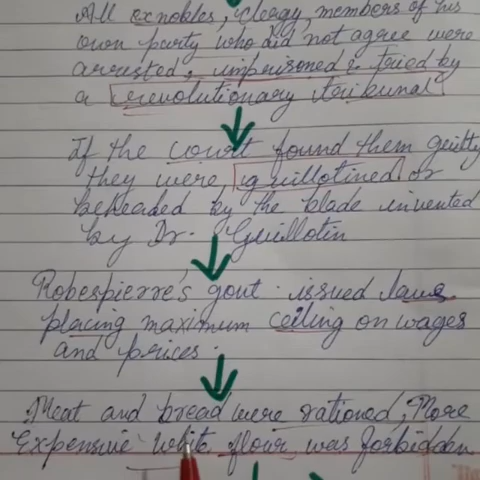 All exnobles, clergy, members of his
own party who did not agree were
arrested, imprisoned & tried by
a revolutionary tribunal
If the court found them guilty
they were guillotined or
beheaded by the blade invented
by Dr. Guillotin
Robespierre's govt. issued laws
placing maximum ceiling on wages
and prices.
Meat and bread were rationed, More
Expensive white flour was forbidden